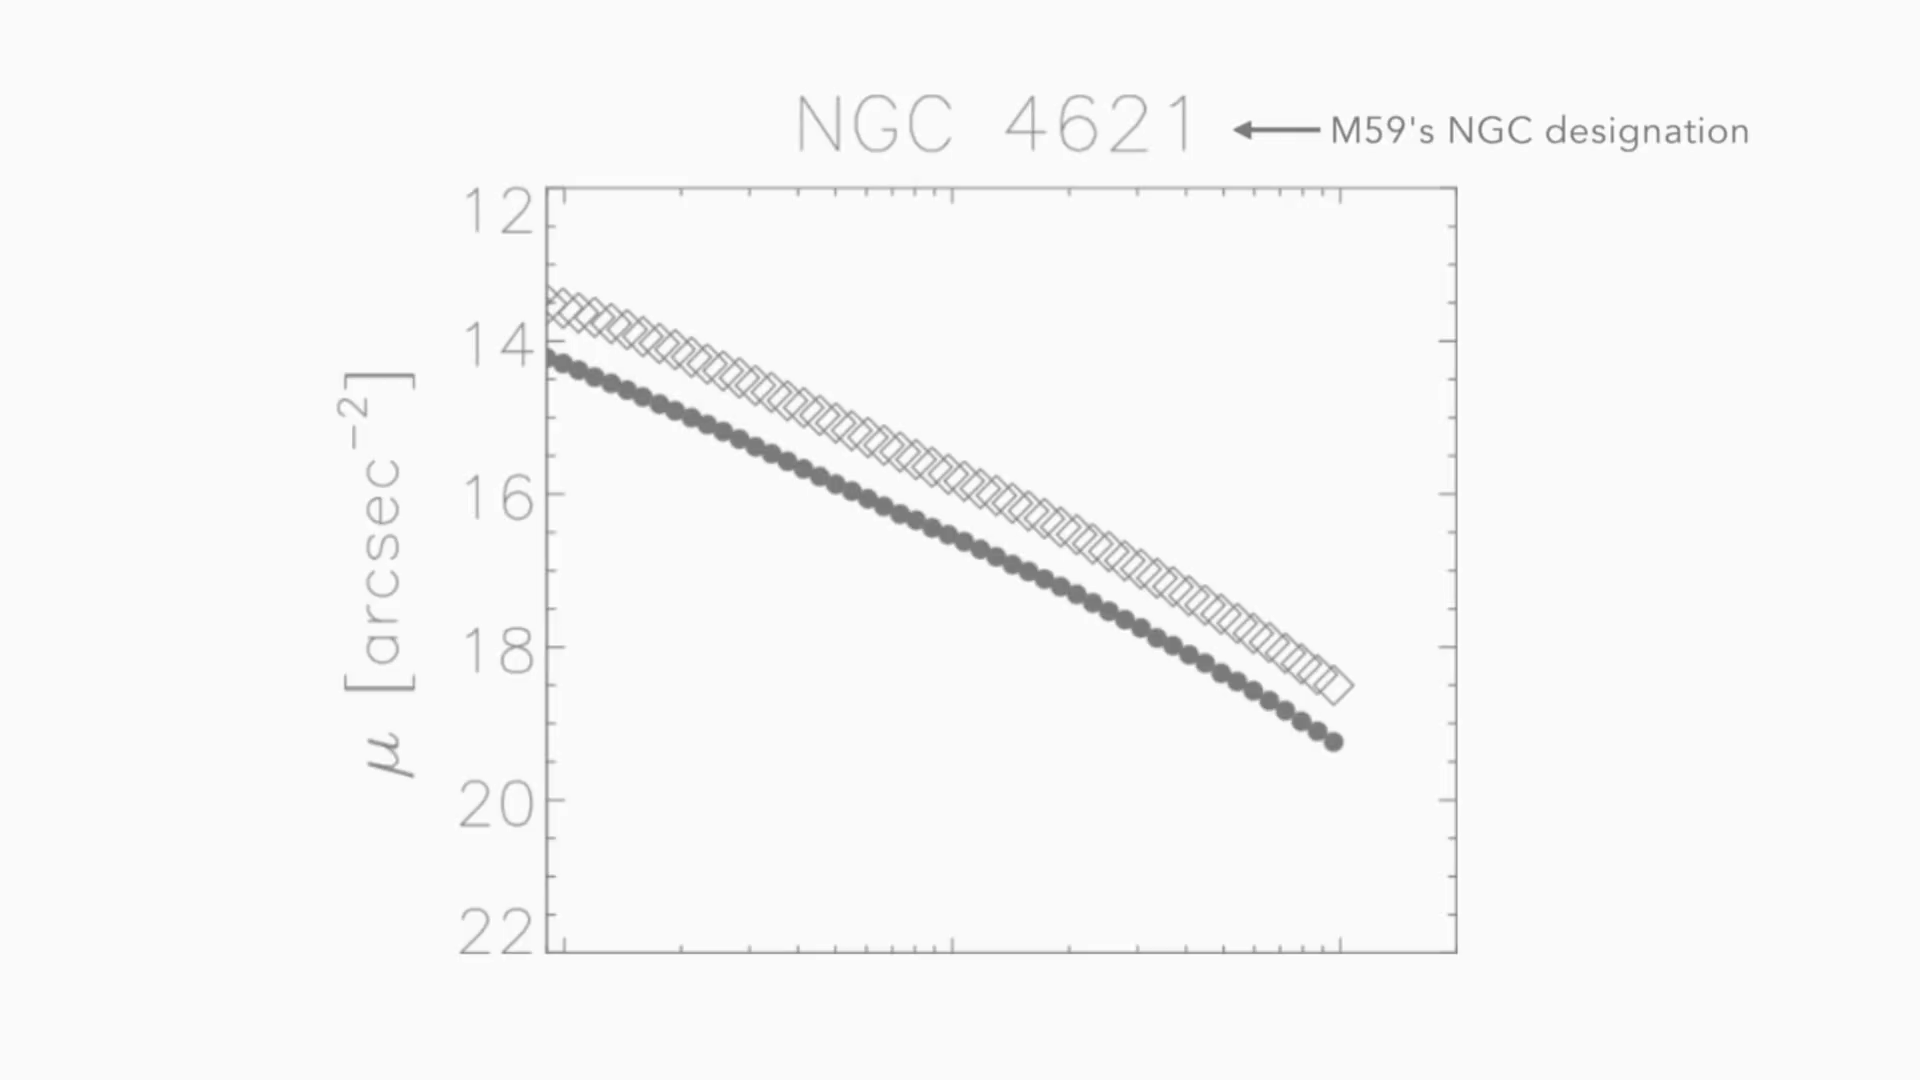 NGC 4621
M59's NGC designation
12
14
16
18
20
22
μ [arcsec⁻²]